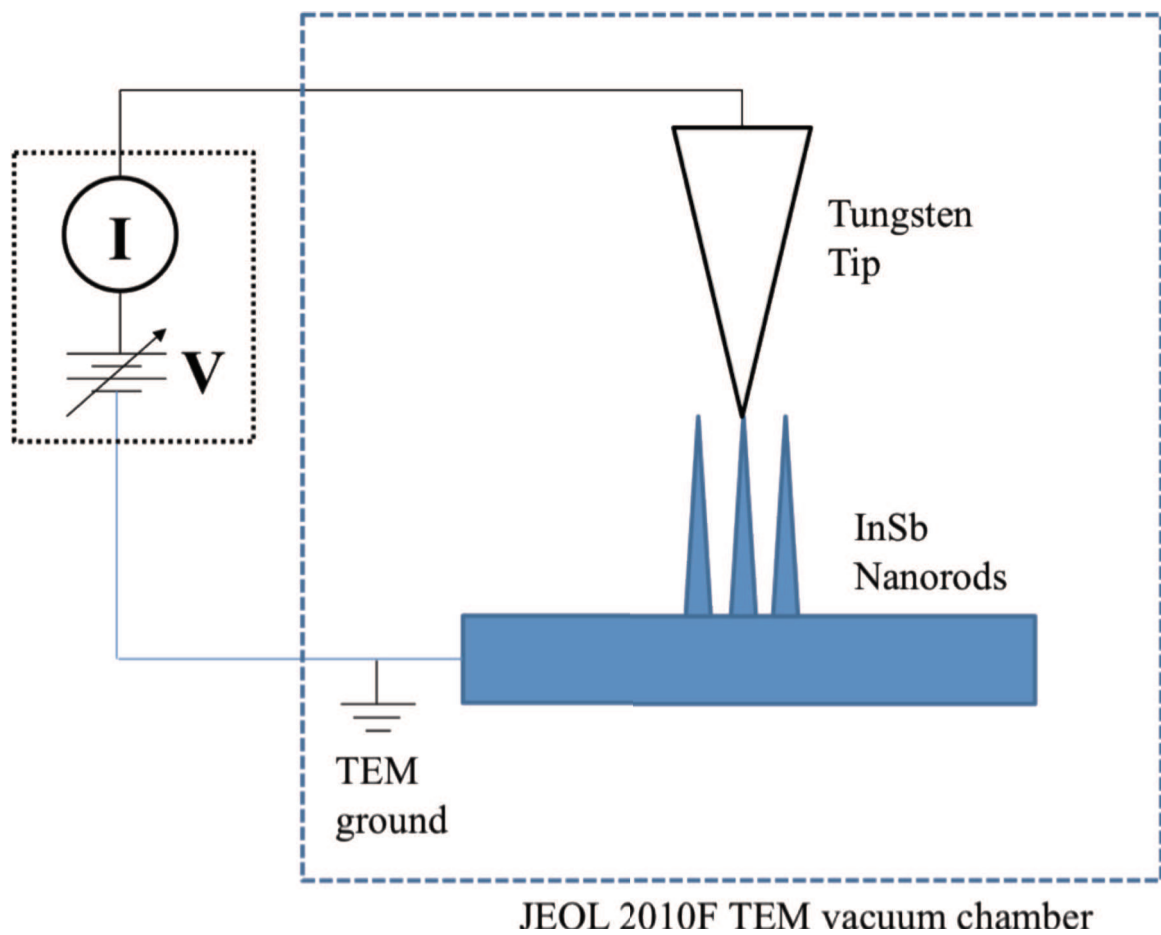 I
V
Tungsten
Tip
InSb
Nanorods
TEM
ground
JEOL 2010F TEM vacuum chamber